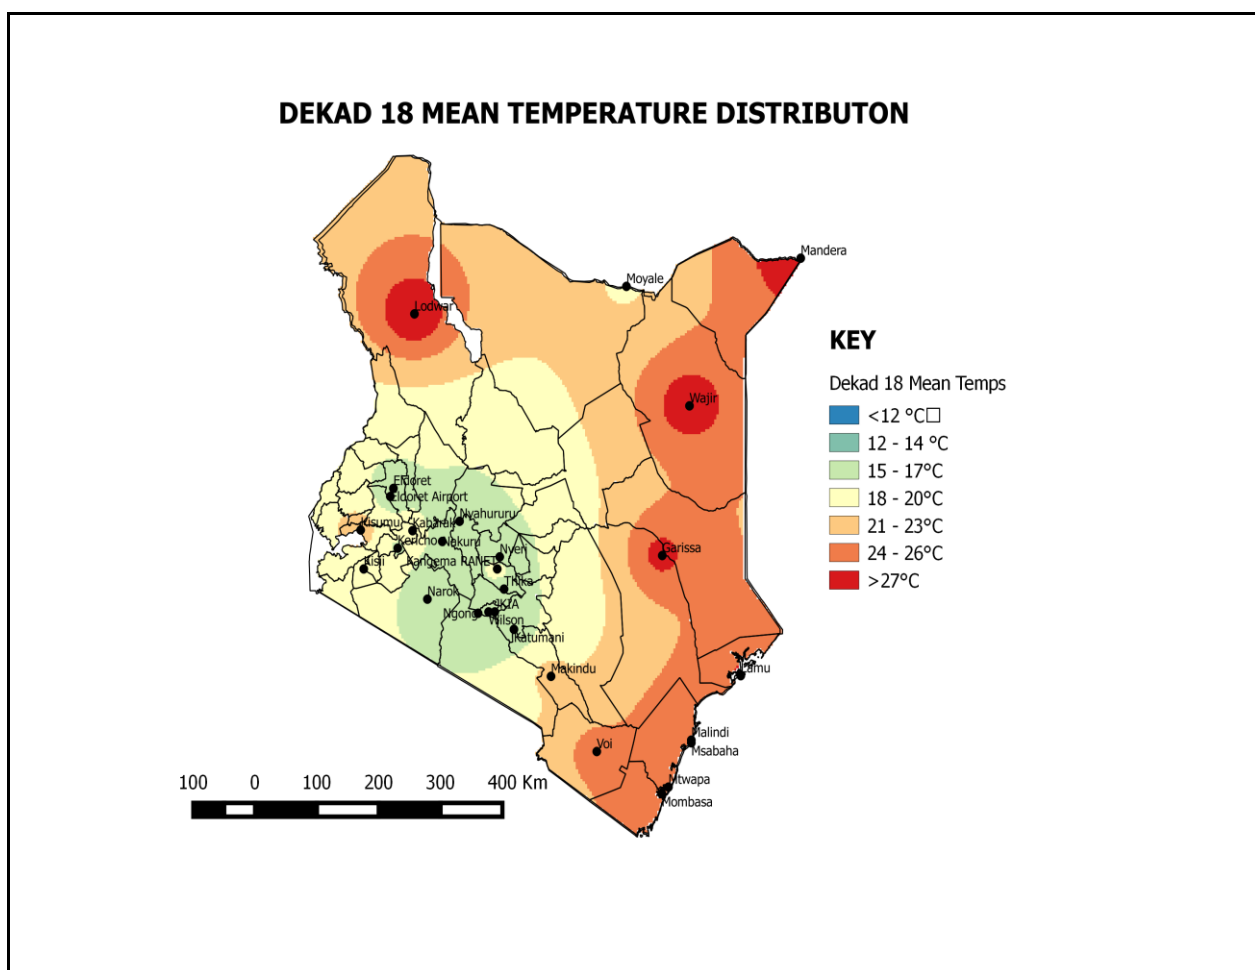 DEKAD 18 MEAN TEMPERATURE DISTRIBUTON
Mandera
Moyale
Lodwar
KEY
Dekad 18 Mean Temps
<12 °C□
12 - 14 °C
15 - 17°C
18 - 20°C
21 - 23°C
24 - 26°C
>27°C
Wajir
Eldoret
Eldoret Airport
Nyahururu
Kisumu
Kabarak
Kericho
Nakuru
Nyeri
Garissa
Kisii
Kangema RANET
Thika
Narok
Ngong
JKIA
Wilson
Katumani
Makindu
Lamu
Voi
Malindi
Msabaha
Mtwapa
Mombasa
100 0 100 200 300 400 Km